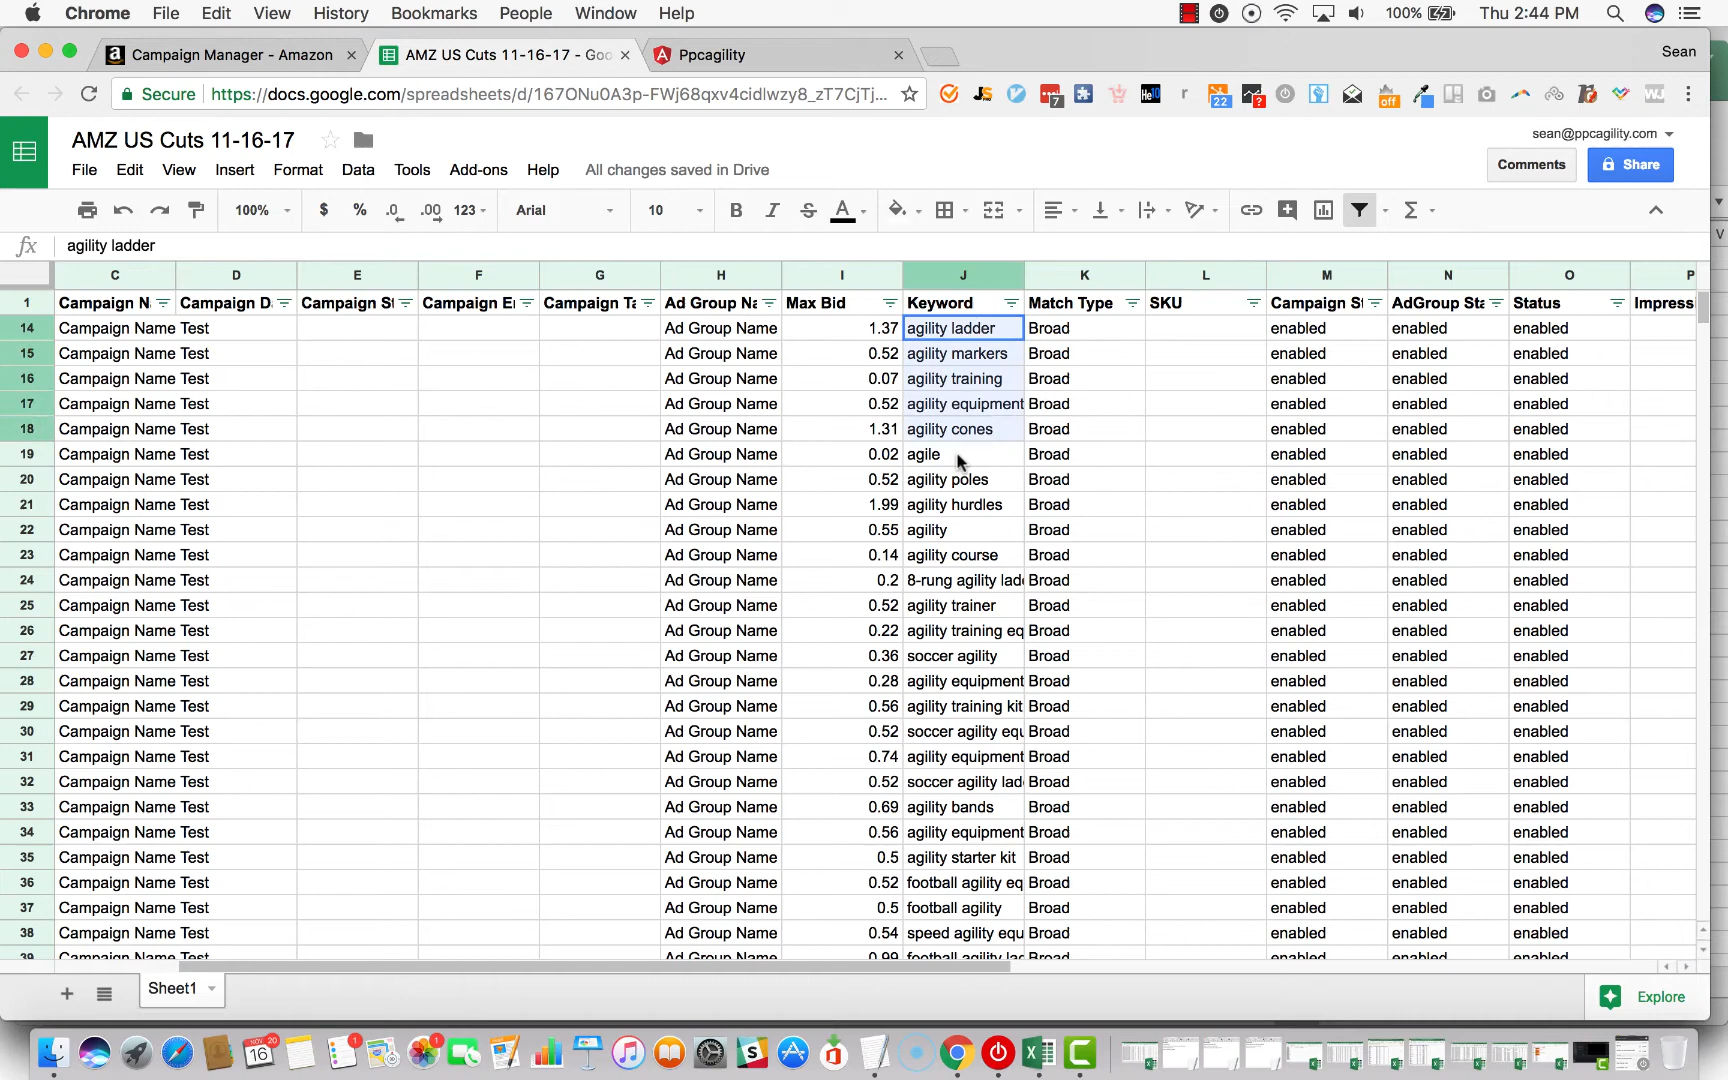 Chrome File Edit View History Bookmarks People Window Help 100% Thu 2:44 PM
Campaign Manager - Amazon AMZ US Cuts 11-16-17 - Goo Ppcagility Sean
Secure https://docs.google.com/spreadsheets/d/167ONu0A3p-FWj68qxv4cidlwzy8_zT7CjTj...
AMZ US Cuts 11-16-17 sean@ppcagility.com
File Edit View Insert Format Data Tools Add-ons Help All changes saved in Drive Comments Share
100% $ % .0 .00 123 Arial 10 B I S A Σ
fx agility ladder
C D E F G H I J K L M N O P
1 Campaign N Campaign D Campaign St Campaign E Campaign Ta Ad Group Na Max Bid Keyword Match Type SKU Campaign St AdGroup Sta Status Impress
14 Campaign Name Test Ad Group Name 1.37 agility ladder Broad enabled enabled enabled
15 Campaign Name Test Ad Group Name 0.52 agility markers Broad enabled enabled enabled
16 Campaign Name Test Ad Group Name 0.07 agility training Broad enabled enabled enabled
17 Campaign Name Test Ad Group Name 0.52 agility equipment Broad enabled enabled enabled
18 Campaign Name Test Ad Group Name 1.31 agility cones Broad enabled enabled enabled
19 Campaign Name Test Ad Group Name 0.02 agile Broad enabled enabled enabled
20 Campaign Name Test Ad Group Name 0.52 agility poles Broad enabled enabled enabled
21 Campaign Name Test Ad Group Name 1.99 agility hurdles Broad enabled enabled enabled
22 Campaign Name Test Ad Group Name 0.55 agility Broad enabled enabled enabled
23 Campaign Name Test Ad Group Name 0.14 agility course Broad enabled enabled enabled
24 Campaign Name Test Ad Group Name 0.2 8-rung agility lad Broad enabled enabled enabled
25 Campaign Name Test Ad Group Name 0.52 agility trainer Broad enabled enabled enabled
26 Campaign Name Test Ad Group Name 0.22 agility training eq Broad enabled enabled enabled
27 Campaign Name Test Ad Group Name 0.36 soccer agility Broad enabled enabled enabled
28 Campaign Name Test Ad Group Name 0.28 agility equipment Broad enabled enabled enabled
29 Campaign Name Test Ad Group Name 0.56 agility training kit Broad enabled enabled enabled
30 Campaign Name Test Ad Group Name 0.52 soccer agility equ Broad enabled enabled enabled
31 Campaign Name Test Ad Group Name 0.74 agility equipment Broad enabled enabled enabled
32 Campaign Name Test Ad Group Name 0.52 soccer agility lad Broad enabled enabled enabled
33 Campaign Name Test Ad Group Name 0.69 agility bands Broad enabled enabled enabled
34 Campaign Name Test Ad Group Name 0.56 agility equipment Broad enabled enabled enabled
35 Campaign Name Test Ad Group Name 0.5 agility starter kit Broad enabled enabled enabled
36 Campaign Name Test Ad Group Name 0.52 football agility eq Broad enabled enabled enabled
37 Campaign Name Test Ad Group Name 0.5 football agility Broad enabled enabled enabled
38 Campaign Name Test Ad Group Name 0.54 speed agility equ Broad enabled enabled enabled
39 Campaign Name Test Ad Group Name 0.99 football agility lad Broad enabled enabled enabled
Sheet1 Explore